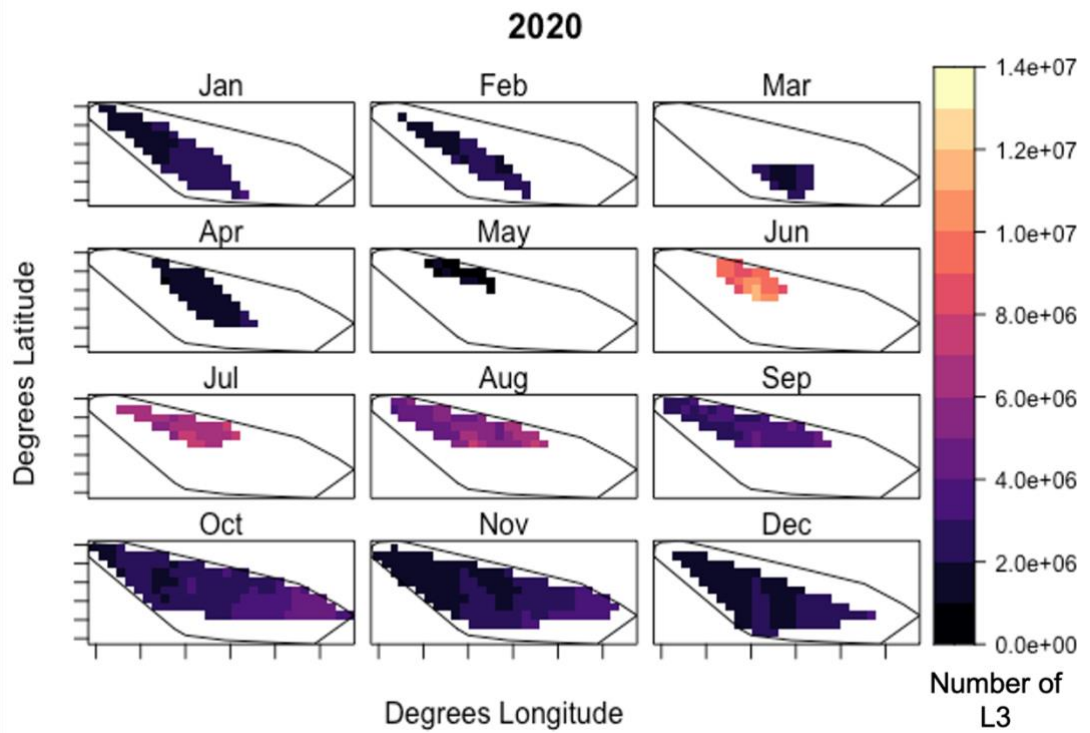 2020
Jan Feb Mar
Apr May Jun
Jul Aug Sep
Oct Nov Dec
Degrees Latitude
Degrees Longitude
1.4e+07
1.2e+07
1.0e+07
8.0e+06
6.0e+06
4.0e+06
2.0e+06
0.0e+00
Number of
L3